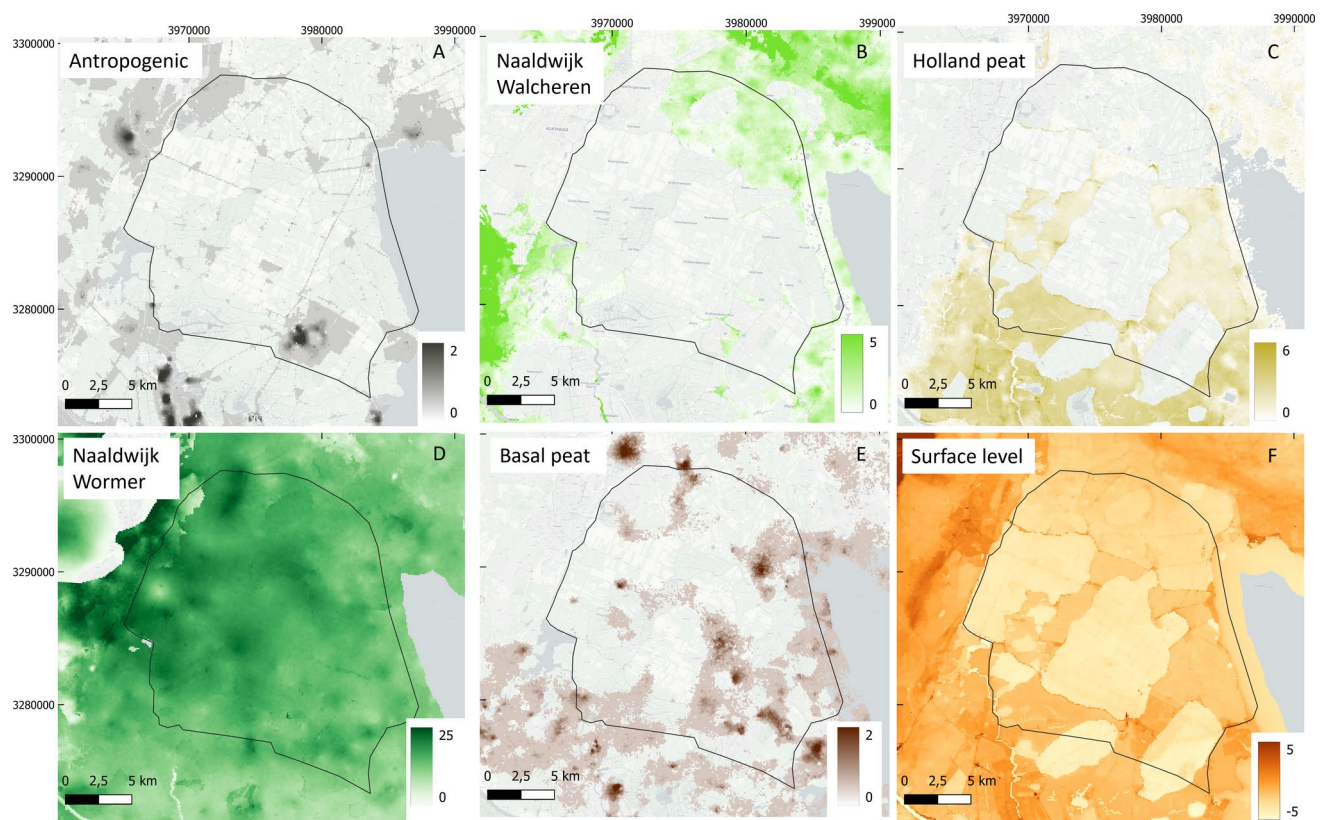 3970000 3980000 3990000
3970000 3980000 3990000
3970000 3980000 3990000
3300000
Antropogenic
A
Naaldwijk
Walcheren
B
Holland peat
C
3290000
3280000
2
0
0 2,5 5 km
5
0
0 2,5 5 km
6
0
0 2,5 5 km
3300000
Naaldwijk
Wormer
D
Basal peat
E
Surface level
F
3290000
3280000
25
0
0 2,5 5 km
2
0
0 2,5 5 km
5
-5
0 2,5 5 km